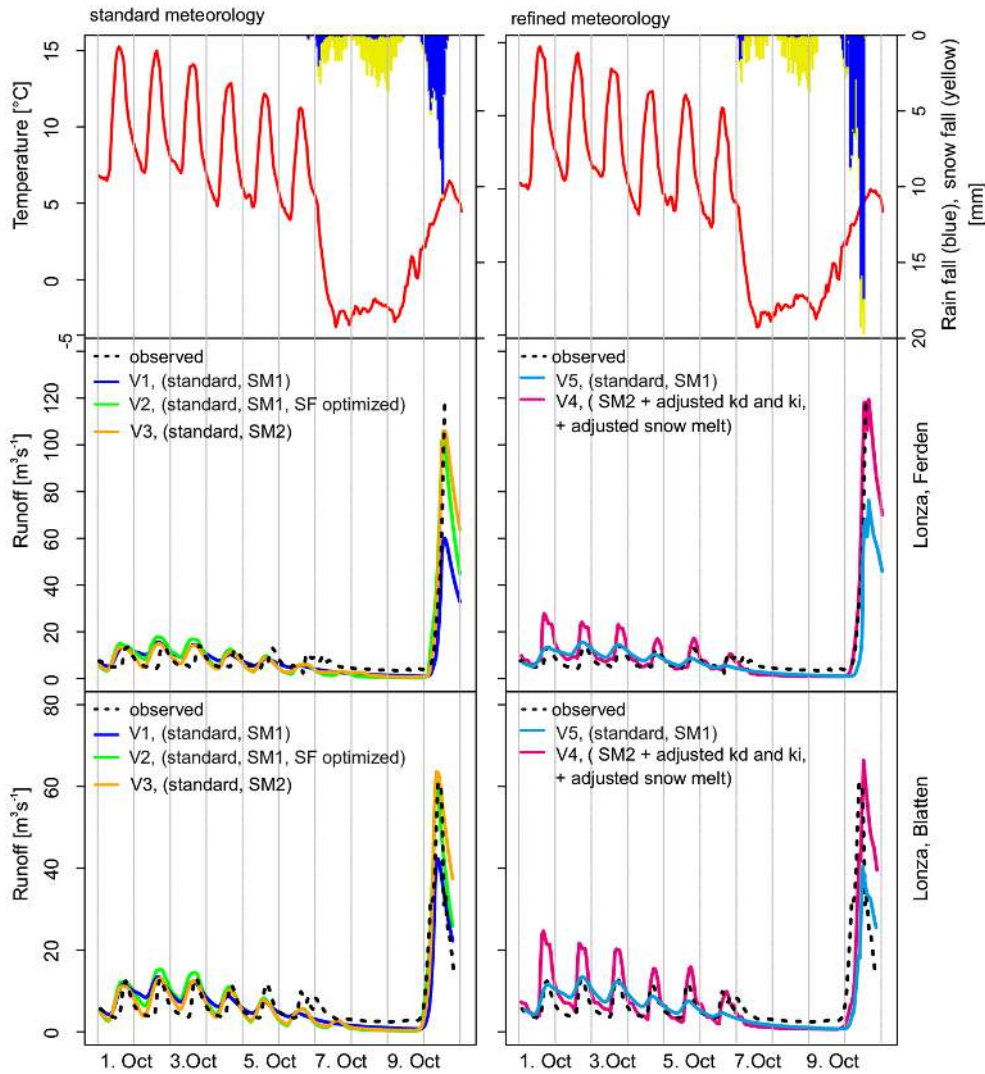 standard meteorology
refined meteorology
Temperature [°C]
15
10
5
0
-5
0
5
10
15
20
Rain fall (blue), snow fall (yellow)
[mm]
Runoff [m³s⁻¹]
120
100
80
60
40
20
0
observed
V1, (standard, SM1)
V2, (standard, SM1, SF optimized)
V3, (standard, SM2)
observed
V5, (standard, SM1)
V4, ( SM2 + adjusted kd and ki,
+ adjusted snow melt)
Lonza, Ferden
Runoff [m³s⁻¹]
80
60
40
20
0
observed
V1, (standard, SM1)
V2, (standard, SM1, SF optimized)
V3, (standard, SM2)
observed
V5, (standard, SM1)
V4, ( SM2 + adjusted kd and ki,
+ adjusted snow melt)
Lonza, Blatten
1. Oct 3.Oct 5. Oct 7.Oct 9. Oct
1. Oct 3.Oct 5. Oct 7.Oct 9. Oct